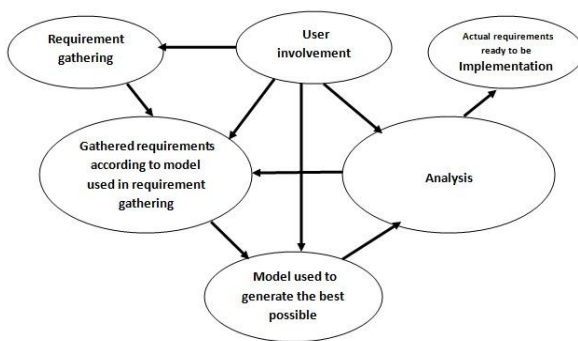 Requirement
gathering
User
involvement
Actual requirements
ready to be
Implementation
Gathered requirements
according to model
used in requirement
gathering
Analysis
Model used to
generate the best
possible